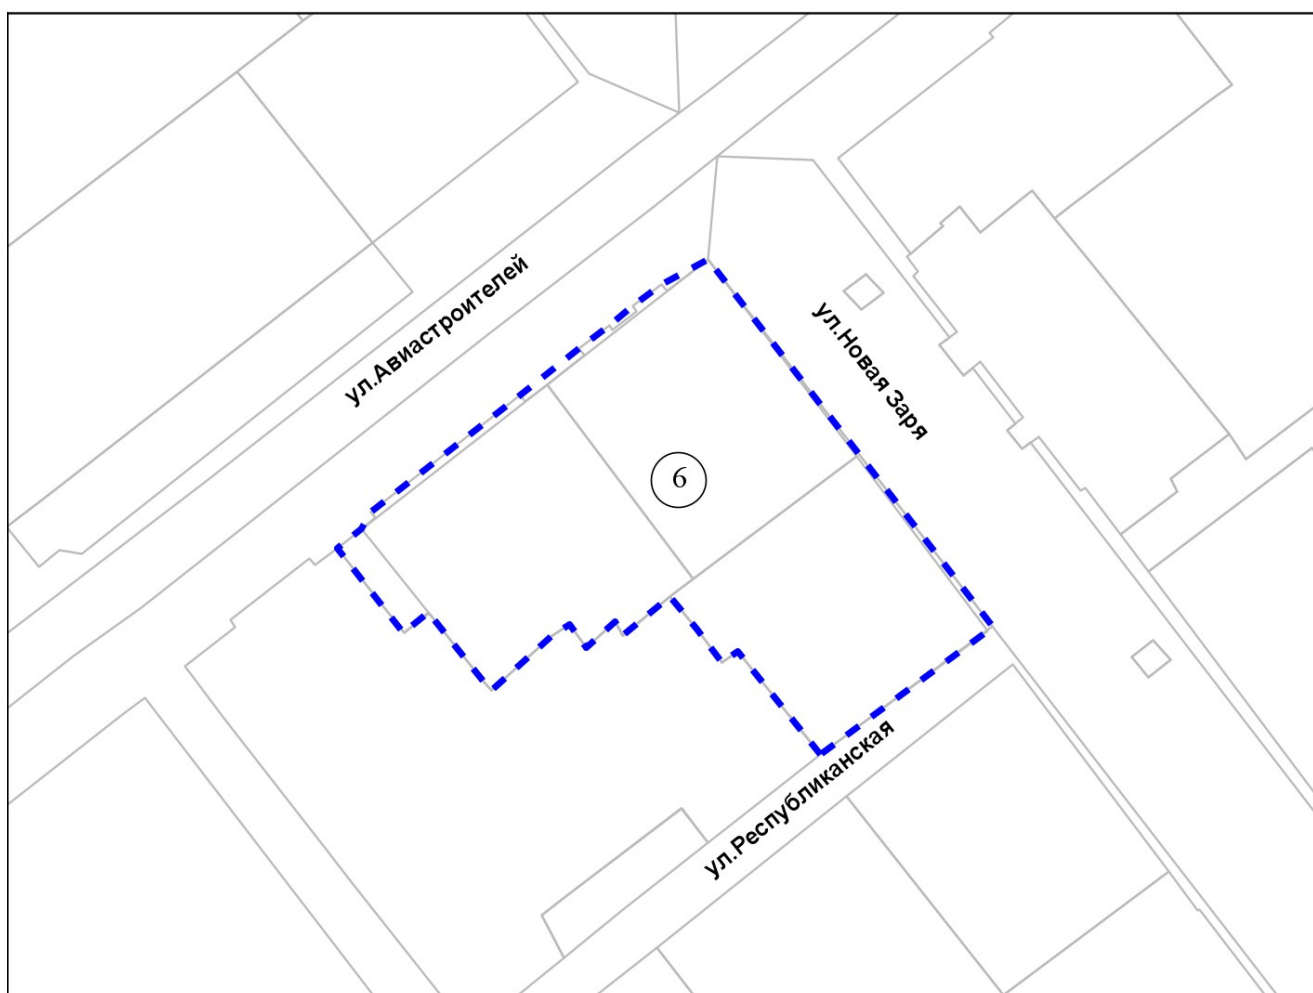 ул.Авиастроителей
ул.Новая Заря
6
ул.Республиканская